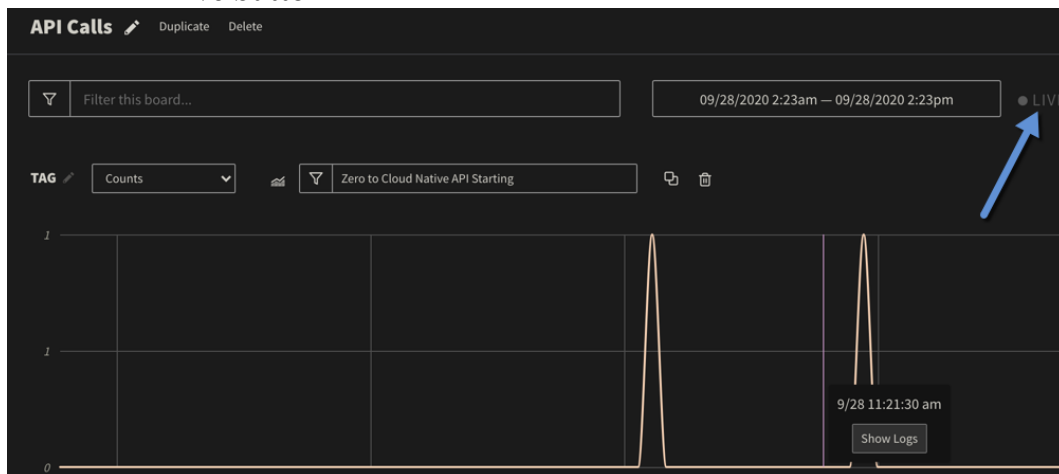 API Calls Duplicate Delete
Filter this board... 09/28/2020 2:23am — 09/28/2020 2:23pm LIV
TAG Counts Zero to Cloud Native API Starting
1
1
9/28 11:21:30 am
Show Logs
0